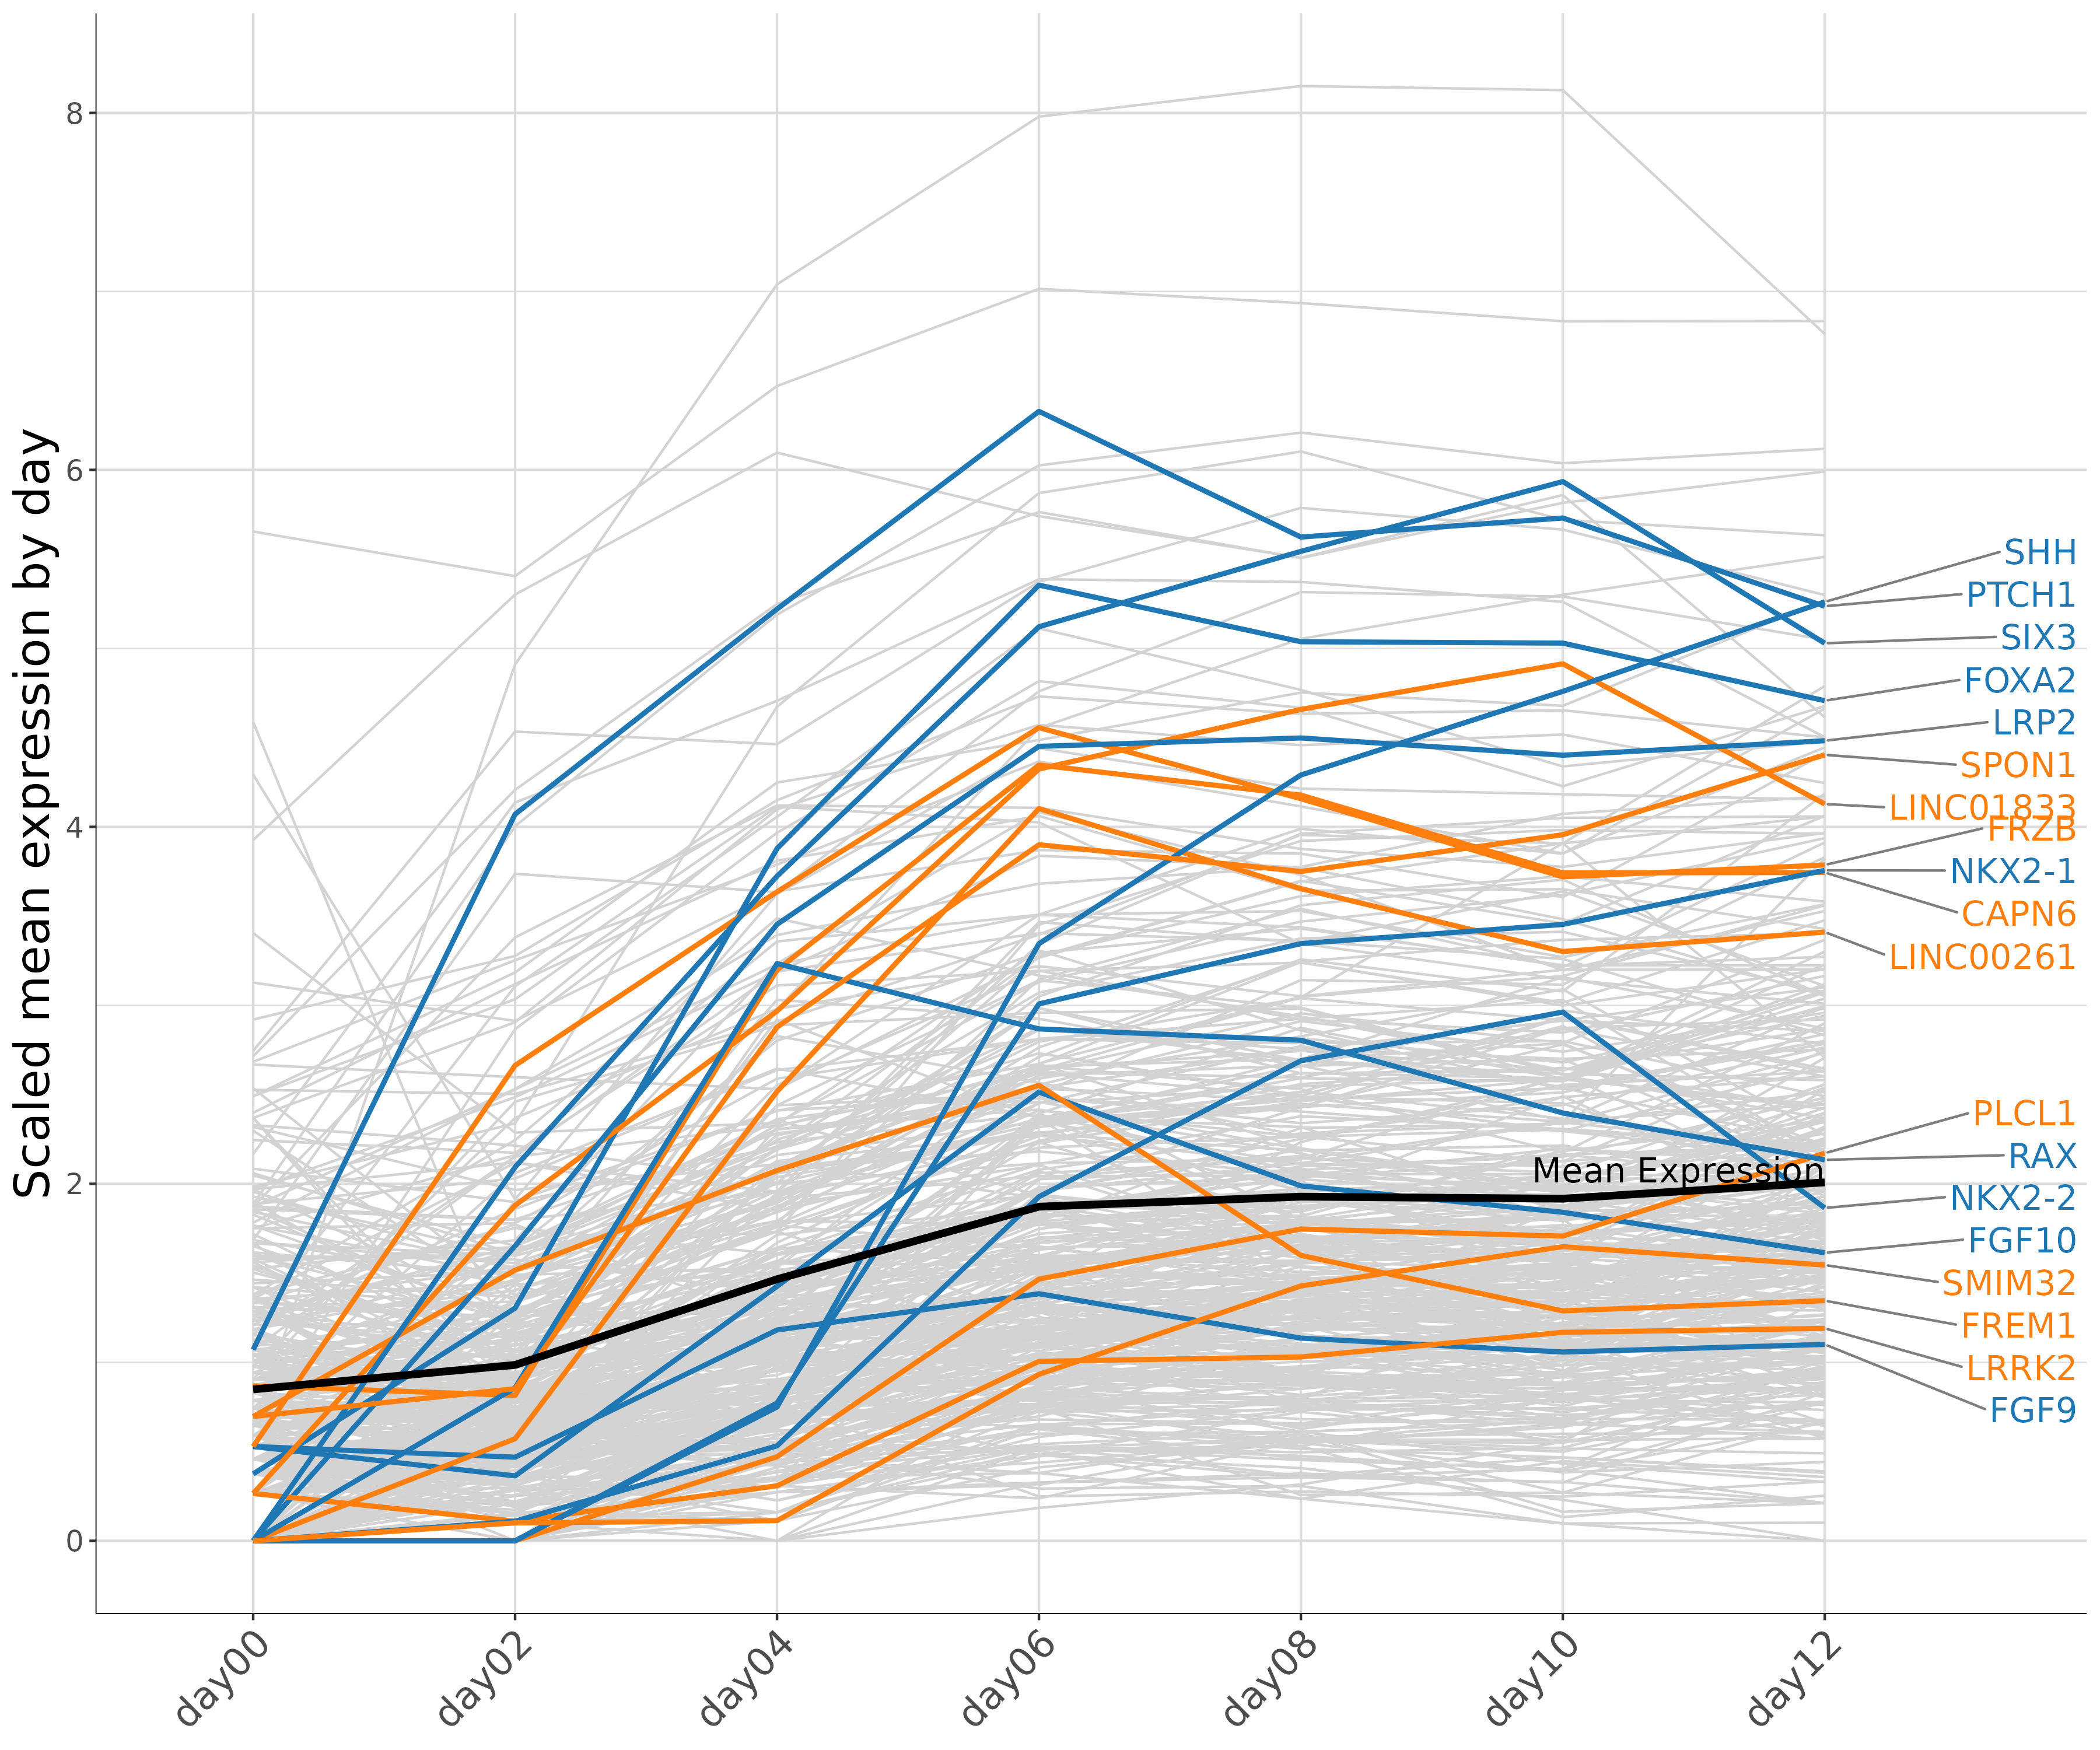 Scaled mean expression by day
8
6
4
2
0
day00
day02
day04
day06
day08
day10
day12
Mean Expression
SHH
PTCH1
SIX3
FOXA2
LRP2
SPON1
LINC01833
FRZB
NKX2-1
CAPN6
LINC00261
PLCL1
RAX
NKX2-2
FGF10
SMIM32
FREM1
LRRK2
FGF9